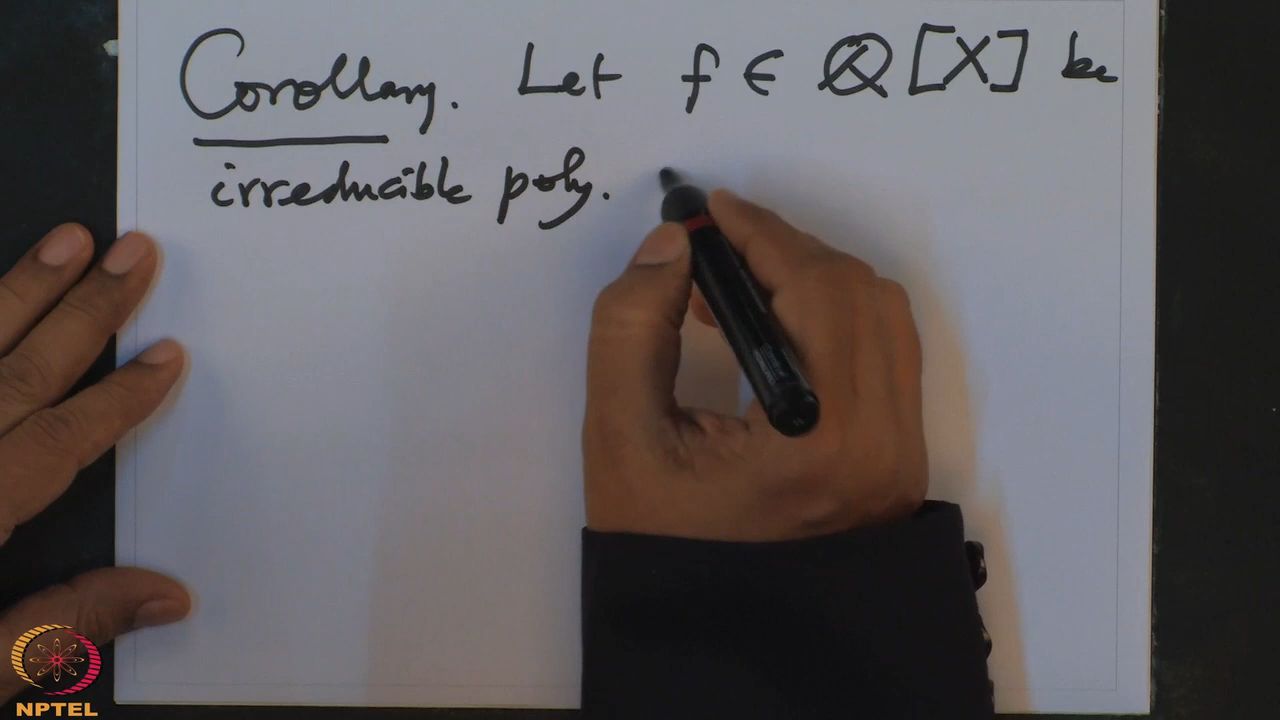 Corollary. Let f ∈ ℚ[X] be
irreducible poly.
NPTEL